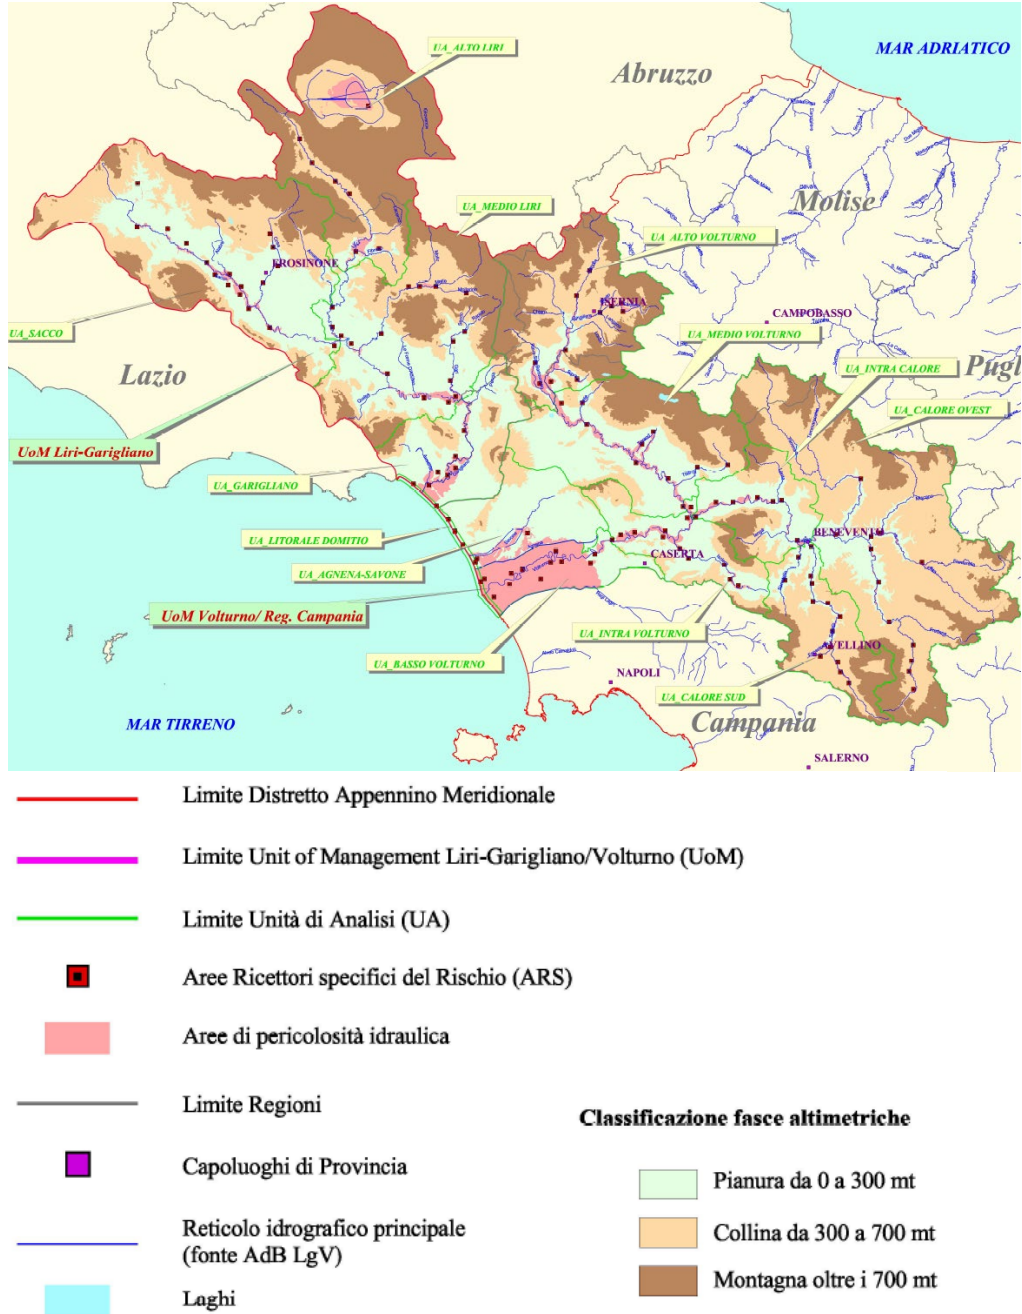 UA_ALTO LIRI
MAR ADRIATICO
Abruzzo
Molise
UA_MEDIO LIRI
UA_ALTO VOLTURNO
FROSINONE
ISERNIA
CAMPOBASSO
UA_SACCO
UA_MEDIO VOLTURNO
Lazio
UA_INTRA CALORE
Pugl
UA_CALORE OVEST
UoM Liri-Garigliano
UA_GARIGLIANO
UA_LITORALE DOMITIO
BENEVENTO
CASERTA
UA_AGNENA-SAVONE
UoM Volturno/ Reg. Campania
UA_INTRA VOLTURNO
UA_BASSO VOLTURNO
AVELLINO
NAPOLI
UA_CALORE SUD
MAR TIRRENO
Campania
SALERNO
Limite Distretto Appennino Meridionale
Limite Unit of Management Liri-Garigliano/Volturno (UoM)
Limite Unità di Analisi (UA)
Aree Ricettori specifici del Rischio (ARS)
Aree di pericolosità idraulica
Limite Regioni
Capoluoghi di Provincia
Reticolo idrografico principale
(fonte AdB LgV)
Laghi
Classificazione fasce altimetriche
Pianura da 0 a 300 mt
Collina da 300 a 700 mt
Montagna oltre i 700 mt